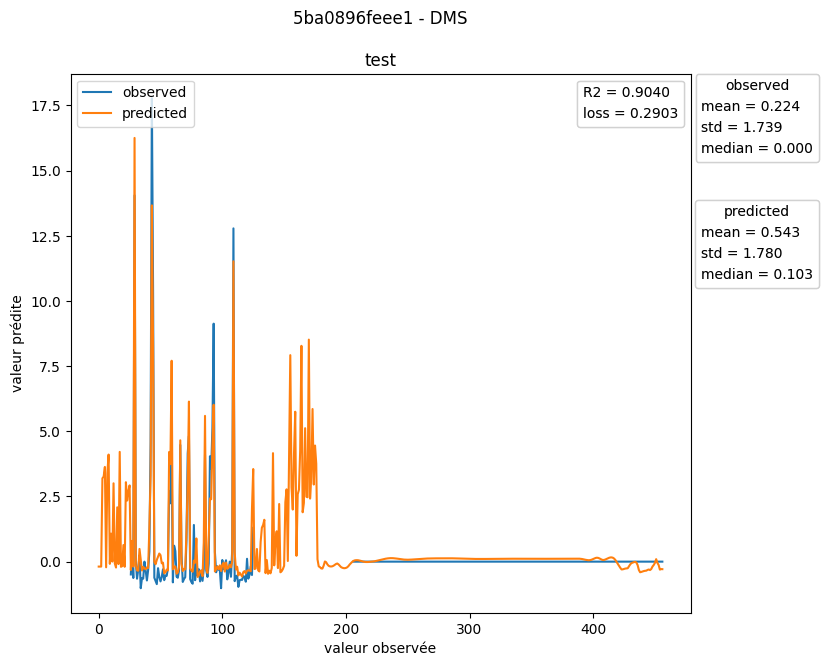 5ba0896feee1 - DMS
test
observed
predicted
R2 = 0.9040
loss = 0.2903
observed
mean = 0.224
std = 1.739
median = 0.000
predicted
mean = 0.543
std = 1.780
median = 0.103
valeur prédite
17.5
15.0
12.5
10.0
7.5
5.0
2.5
0.0
0
100
200
300
400
valeur observée